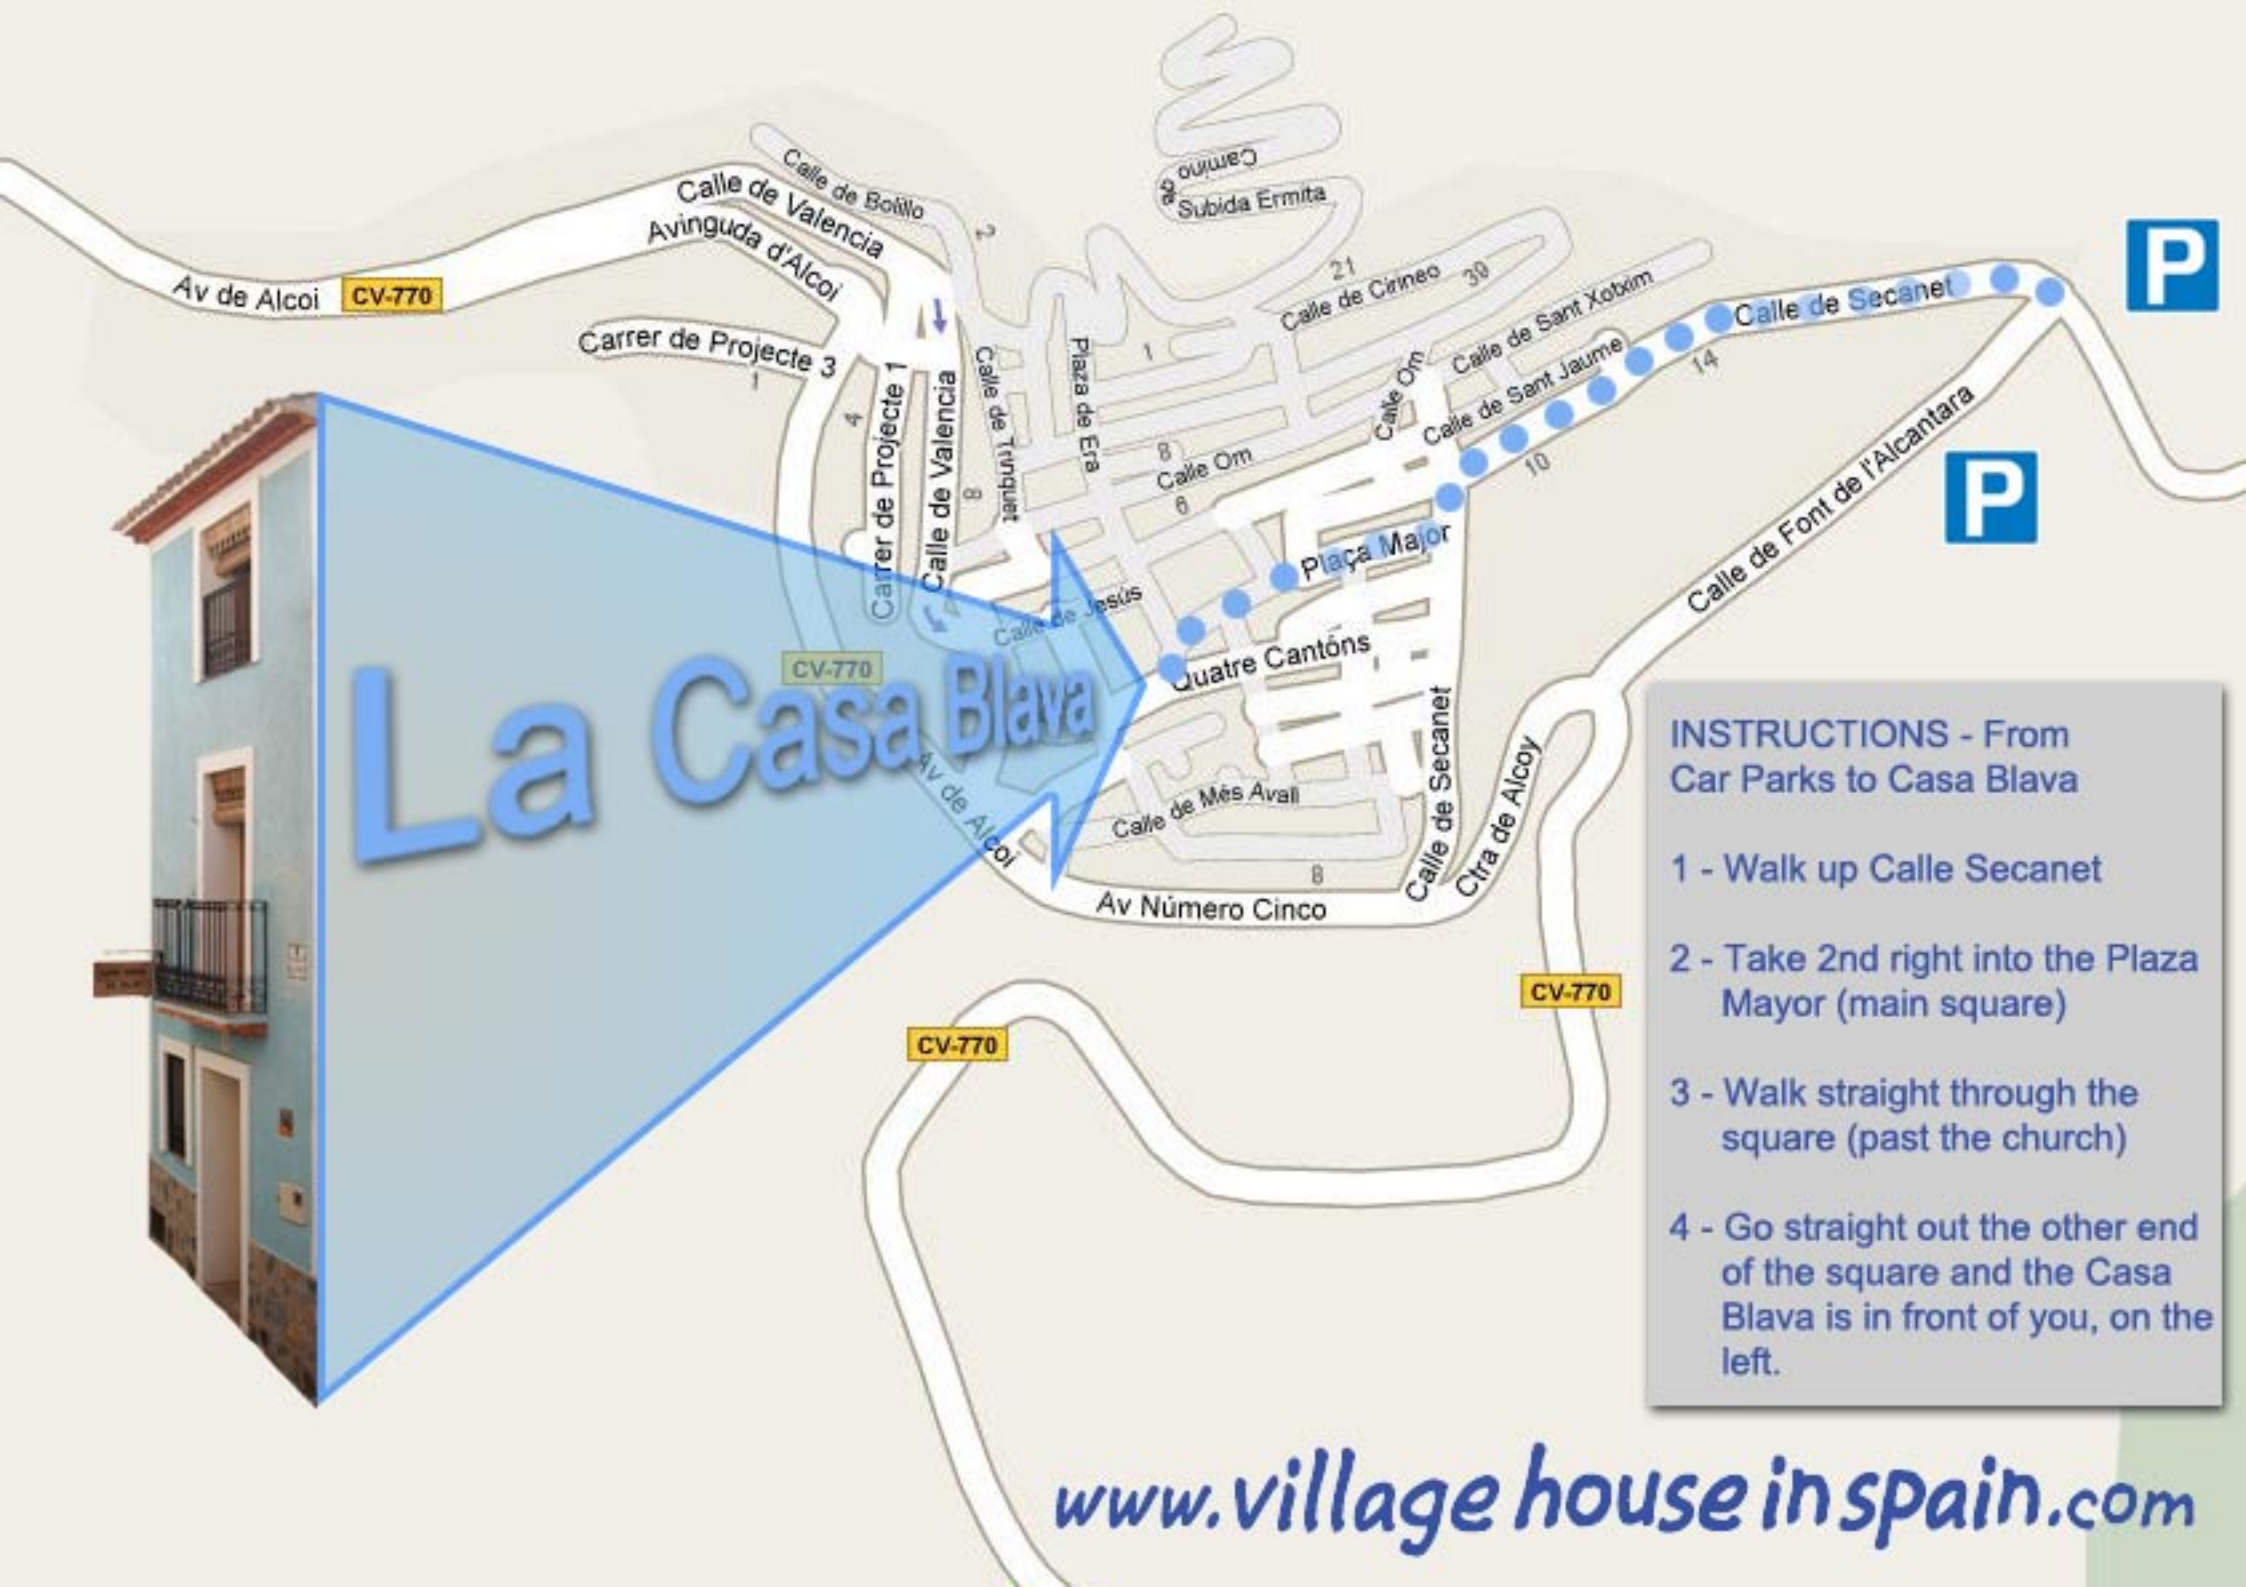 Camino
de
Subida Ermita
Calle de Bolillo
2
Calle de Valencia
Avinguda d'Alcoi
Av de Alcoi
CV-770
Carrer de Projecte 3
1
4
Carrer de Projecte 1
Calle de Valencia
8
Calle de Trinquet
Plaza de Era
1
21
Calle de Cirineo
39
Calle de Sant Xotxim
Calle Om
Calle de Sant Jaume
8
Calle Om
6
10
14
Calle de Secanet
P
P
Calle de Font de l'Alcantara
Plaça Major
Calle de Jesús
Quatre Cantóns
CV-770
La Casa Blava
Av de Alcoi
Calle de Més Avall
8
Calle de Secanet
Ctra de Alcoy
Av Número Cinco
CV-770
CV-770
INSTRUCTIONS - From
Car Parks to Casa Blava
1 - Walk up Calle Secanet
2 - Take 2nd right into the Plaza
Mayor (main square)
3 - Walk straight through the
square (past the church)
4 - Go straight out the other end
of the square and the Casa
Blava is in front of you, on the
left.
www.villagehouseinspain.com